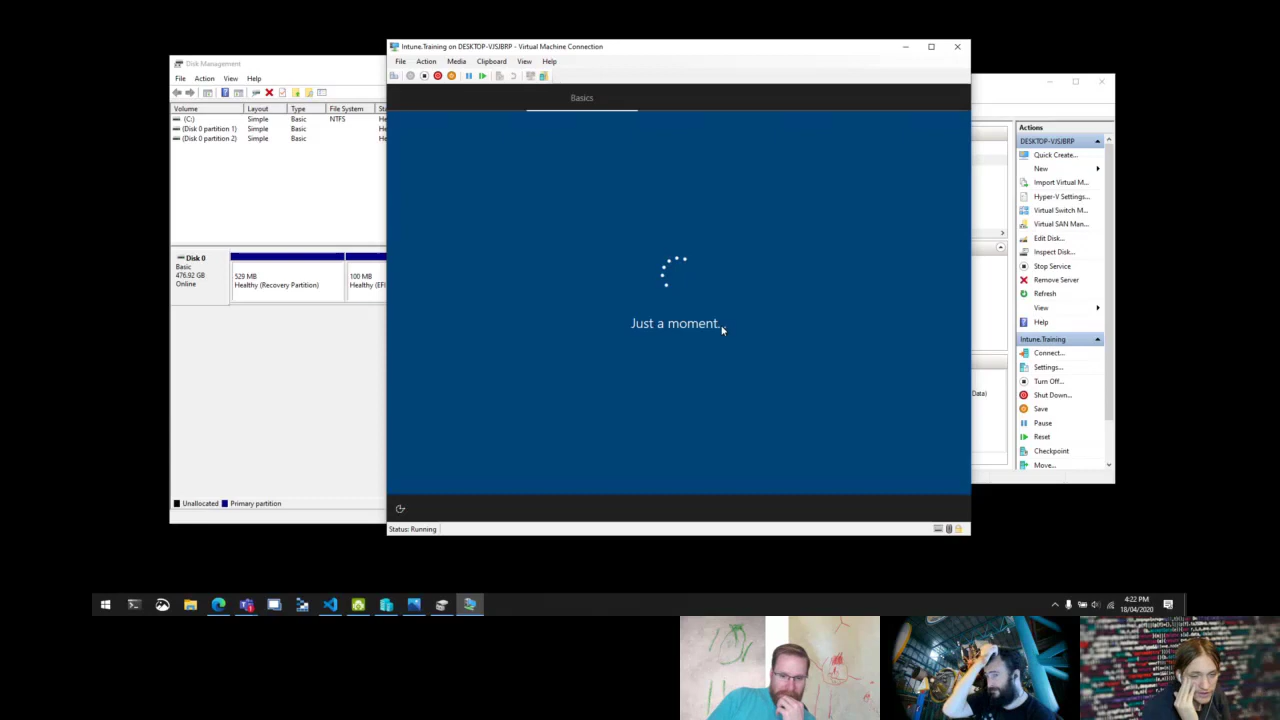 Disk Management
File Action View Help
Volume Layout Type File System Sta
(C:) Simple Basic NTFS He
(Disk 0 partition 1) Simple Basic He
(Disk 0 partition 2) Simple Basic He
Disk 0
Basic
476.92 GB
Online
529 MB
Healthy (Recovery Partition)
100 MB
Healthy (EFI
Unallocated Primary partition
Intune.Training on DESKTOP-VJSJBRP - Virtual Machine Connection
File Action Media Clipboard View Help
Basics
Just a moment...
Status: Running
Actions
DESKTOP-VJSJBRP
Quick Create...
New
Import Virtual M...
Hyper-V Settings...
Virtual Switch M...
Virtual SAN Man...
Edit Disk...
Inspect Disk...
Stop Service
Remove Server
Refresh
View
Help
Intune.Training
Connect...
Settings...
Turn Off...
Shut Down...
Save
Pause
Reset
Checkpoint
Move...
Data)
4:22 PM
18/04/2020